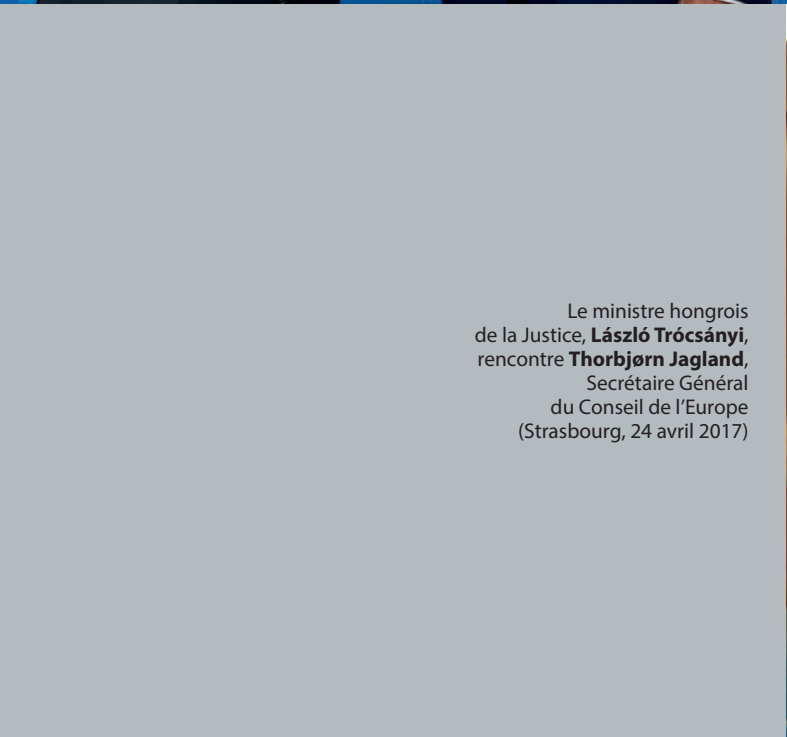 Le ministre hongrois
de la Justice, László Trócsányi,
rencontre Thorbjørn Jagland,
Secrétaire Général
du Conseil de l’Europe
(Strasbourg, 24 avril 2017)